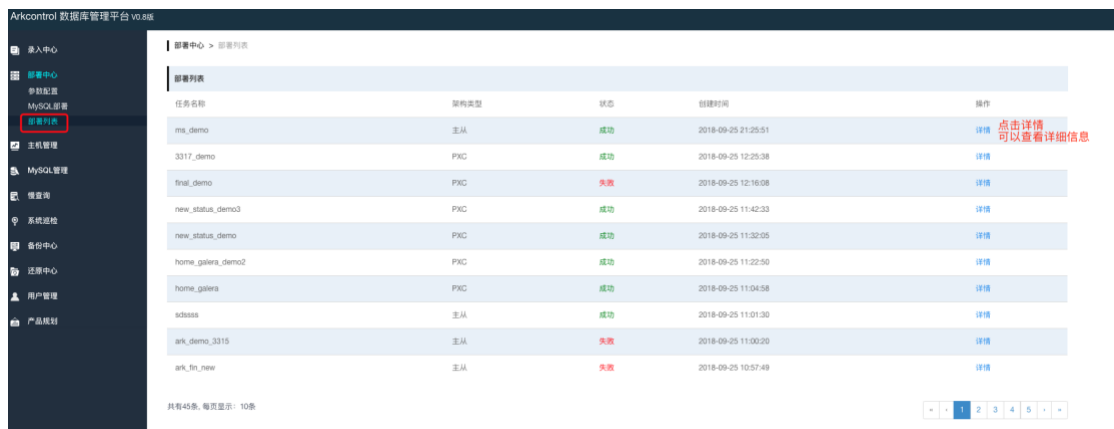 Arkcontrol 数据库管理平台 V0.8版
录入中心
部署中心
参数配置
MySQL部署
部署列表
主机管理
MySQL管理
慢查询
系统巡检
备份中心
还原中心
用户管理
产品规划
部署中心 > 部署列表
部署列表
任务名称 架构类型 状态 创建时间 操作
ms_demo 主从 成功 2018-09-25 21:25:51 详情
点击详情
可以查看详细信息
3317_demo PXC 成功 2018-09-25 12:25:38 详情
final_demo PXC 失败 2018-09-25 12:16:08 详情
new_status_demo3 PXC 成功 2018-09-25 11:42:33 详情
new_status_demo PXC 成功 2018-09-25 11:32:05 详情
home_galera_demo2 PXC 成功 2018-09-25 11:22:50 详情
home_galera PXC 成功 2018-09-25 11:04:58 详情
sdssss 主从 成功 2018-09-25 11:01:30 详情
ark_demo_3315 主从 失败 2018-09-25 11:00:20 详情
ark_fin_new 主从 失败 2018-09-25 10:57:49 详情
共有45条, 每页显示: 10条
« ‹ 1 2 3 4 5 › »